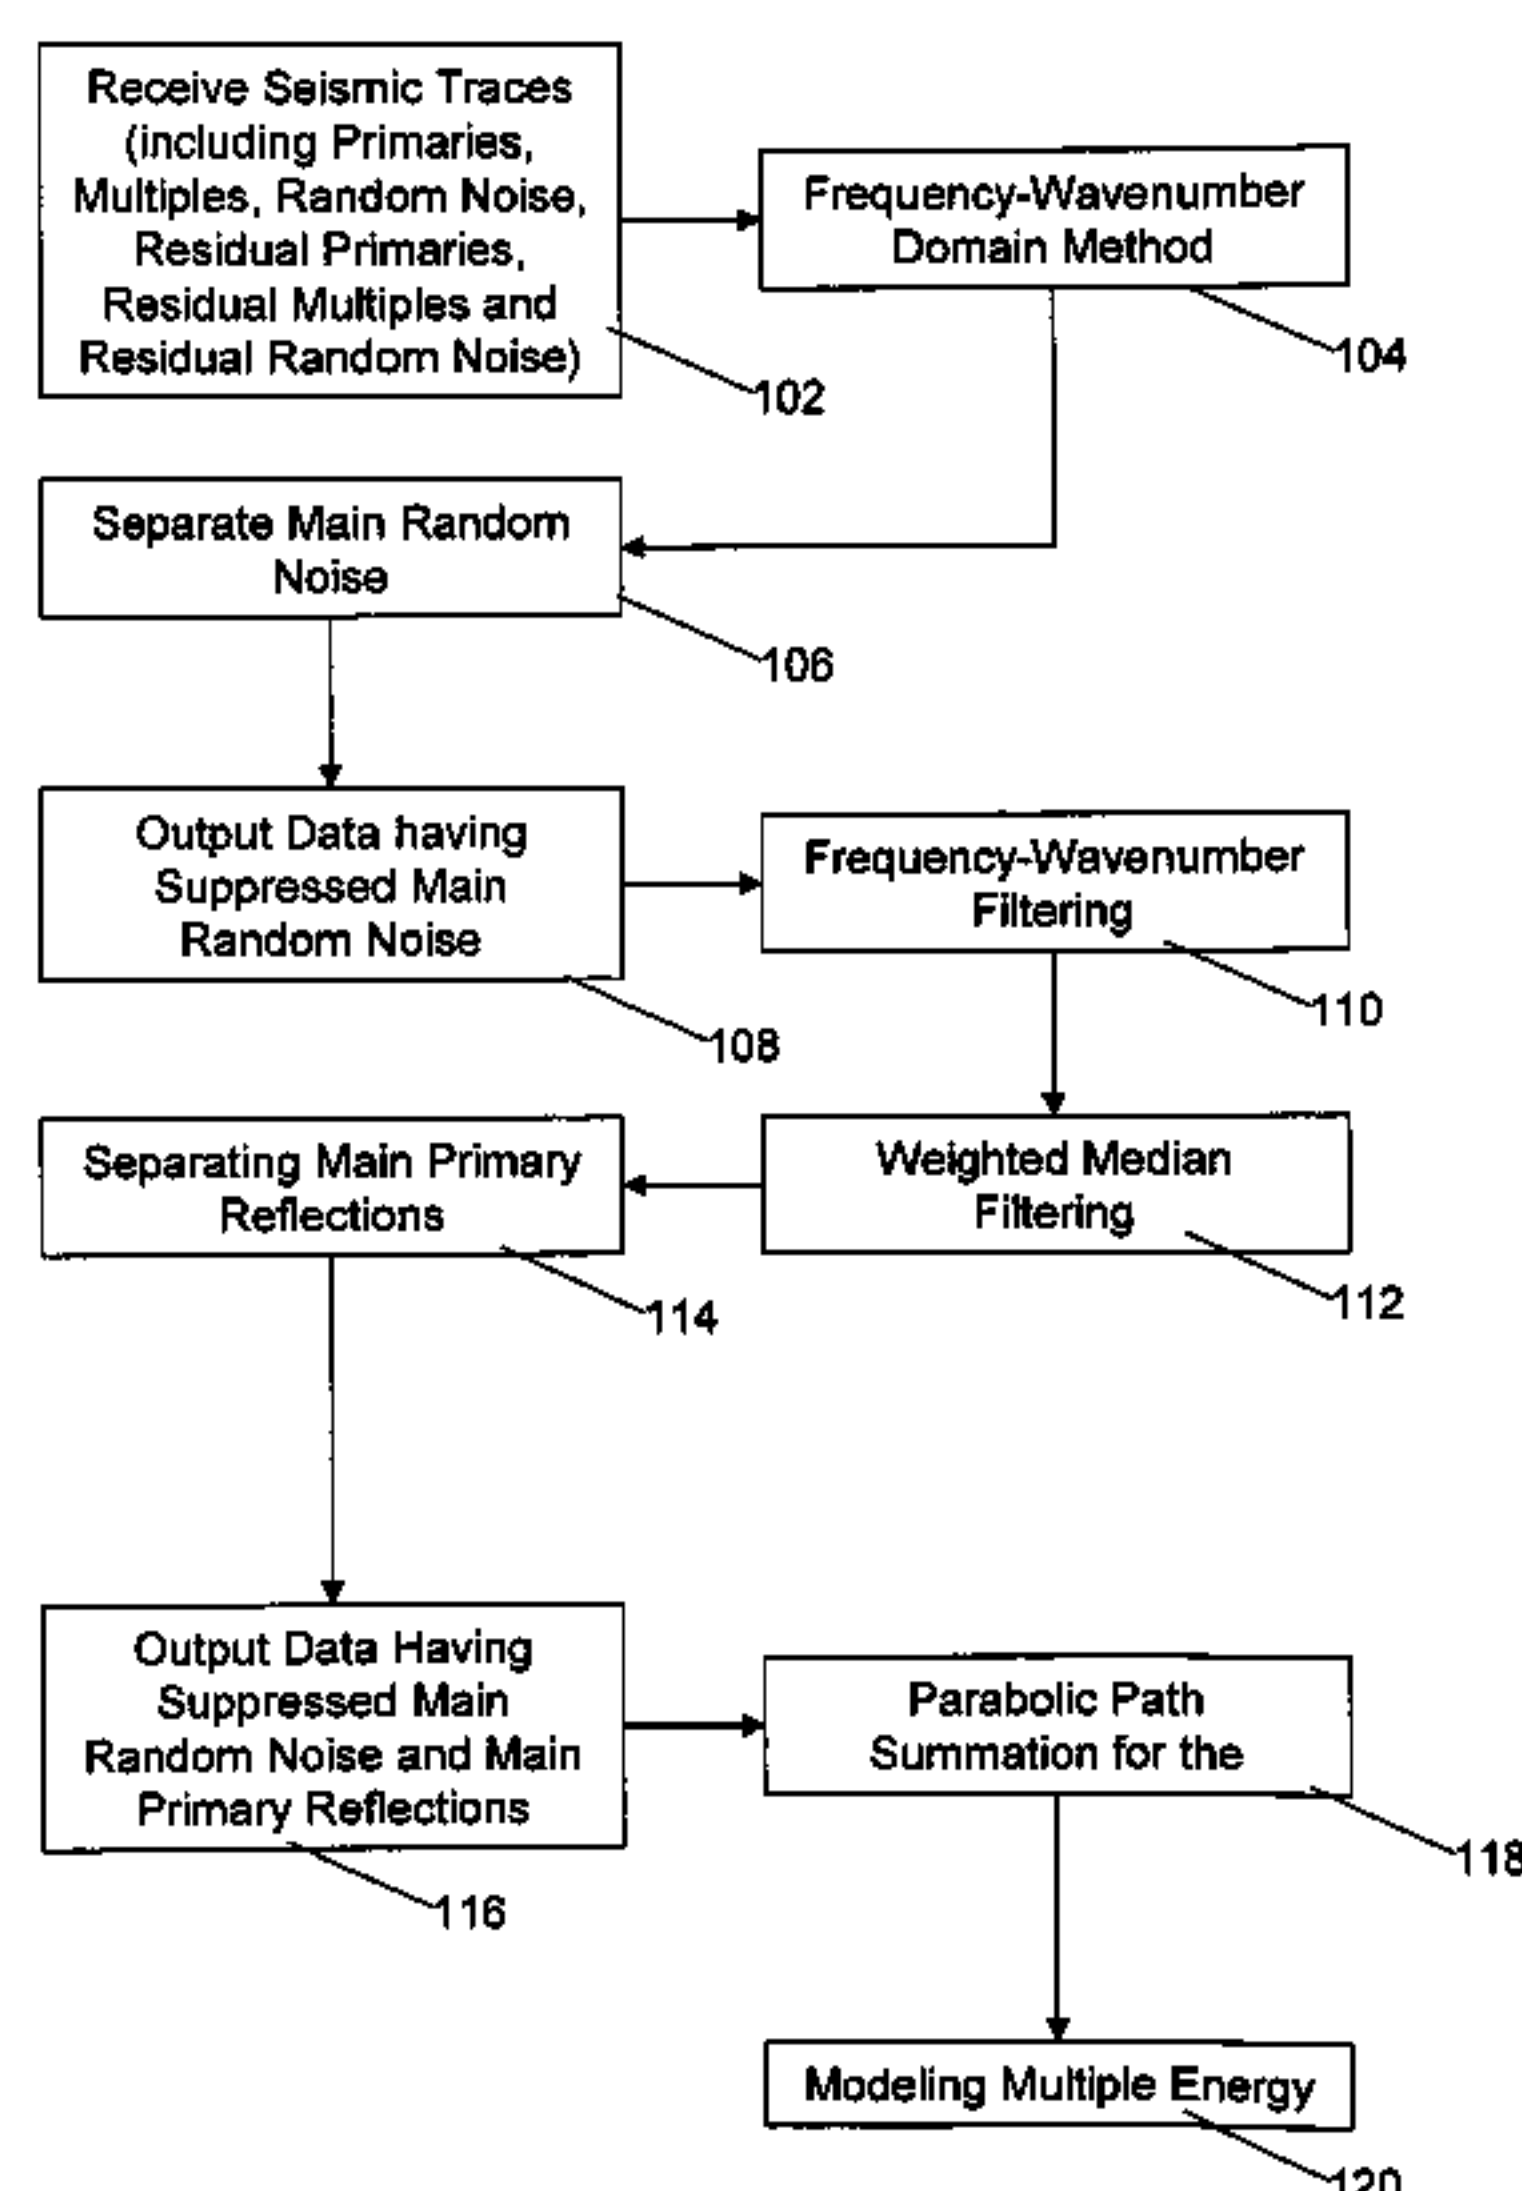 Receive Seismic Traces
(including Primaries,
Multiples, Random Noise,
Residual Primaries,
Residual Multiples and
Residual Random Noise)
102
Frequency-Wavenumber
Domain Method
104
Separate Main Random
Noise
106
Output Data having
Suppressed Main
Random Noise
108
Frequency-Wavenumber
Filtering
110
Weighted Median
Filtering
112
Separating Main Primary
Reflections
114
Output Data Having
Suppressed Main
Random Noise and Main
Primary Reflections
116
Parabolic Path
Summation for the
118
Modeling Multiple Energy
120